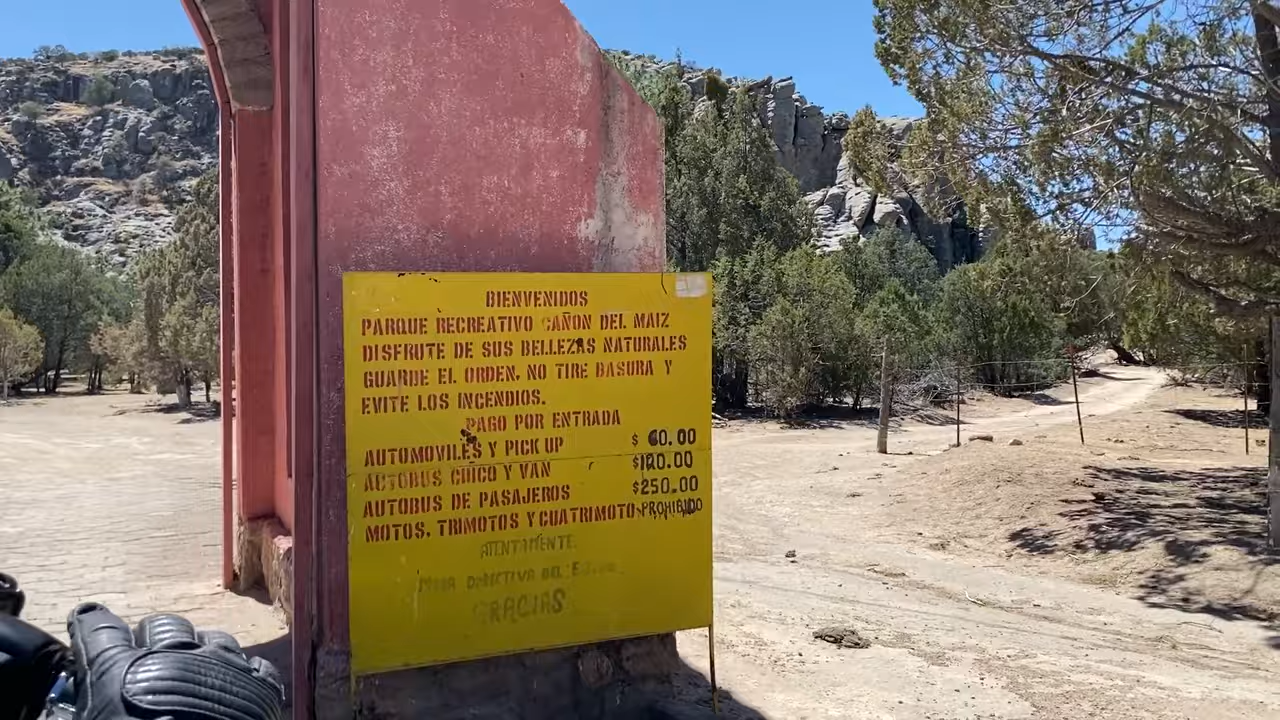 BIENVENIDOS
PARQUE RECREATIVO CAÑON DEL MAIZ
DISFRUTE DE SUS BELLEZAS NATURALES
GUARDE EL ORDEN, NO TIRE BASURA Y
EVITE LOS INCENDIOS.
PAGO POR ENTRADA
AUTOMOVILES Y PICK UP $ 60.00
AUTOBUS CHICO Y VAN $120.00
AUTOBUS DE PASAJEROS $250.00
MOTOS, TRIMOTOS Y CUATRIMOTO PROHIBIDO
ATENTAMENTE.
DIRECTIVA DEL
GRACIAS